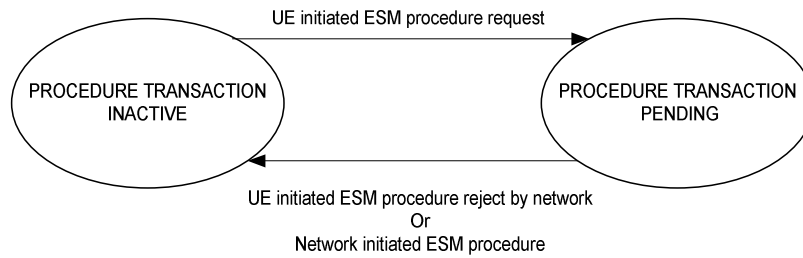 UE initiated ESM procedure request
PROCEDURE TRANSACTION
INACTIVE
PROCEDURE TRANSACTION
PENDING
UE initiated ESM procedure reject by network
Or
Network initiated ESM procedure